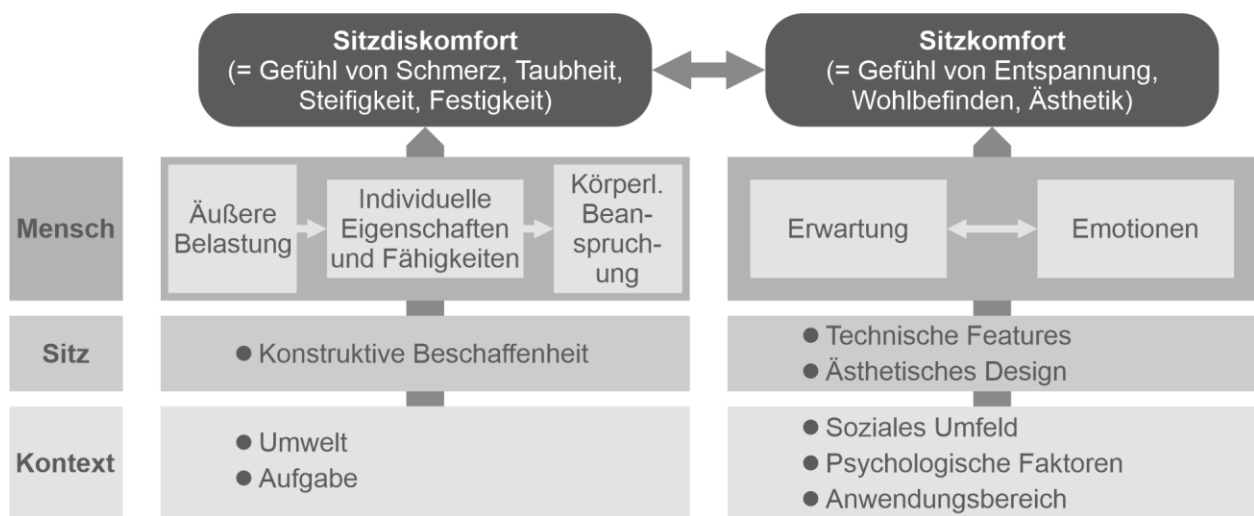 Sitzdiskomfort
(= Gefühl von Schmerz, Taubheit,
Steifigkeit, Festigkeit)
Sitzkomfort
(= Gefühl von Entspannung,
Wohlbefinden, Ästhetik)
Mensch
Äußere
Belastung
Individuelle
Eigenschaften
und Fähigkeiten
Körperl.
Bean-
spruch-
ung
Erwartung
Emotionen
Sitz
● Konstruktive Beschaffenheit
● Technische Features
● Ästhetisches Design
Kontext
● Umwelt
● Aufgabe
● Soziales Umfeld
● Psychologische Faktoren
● Anwendungsbereich